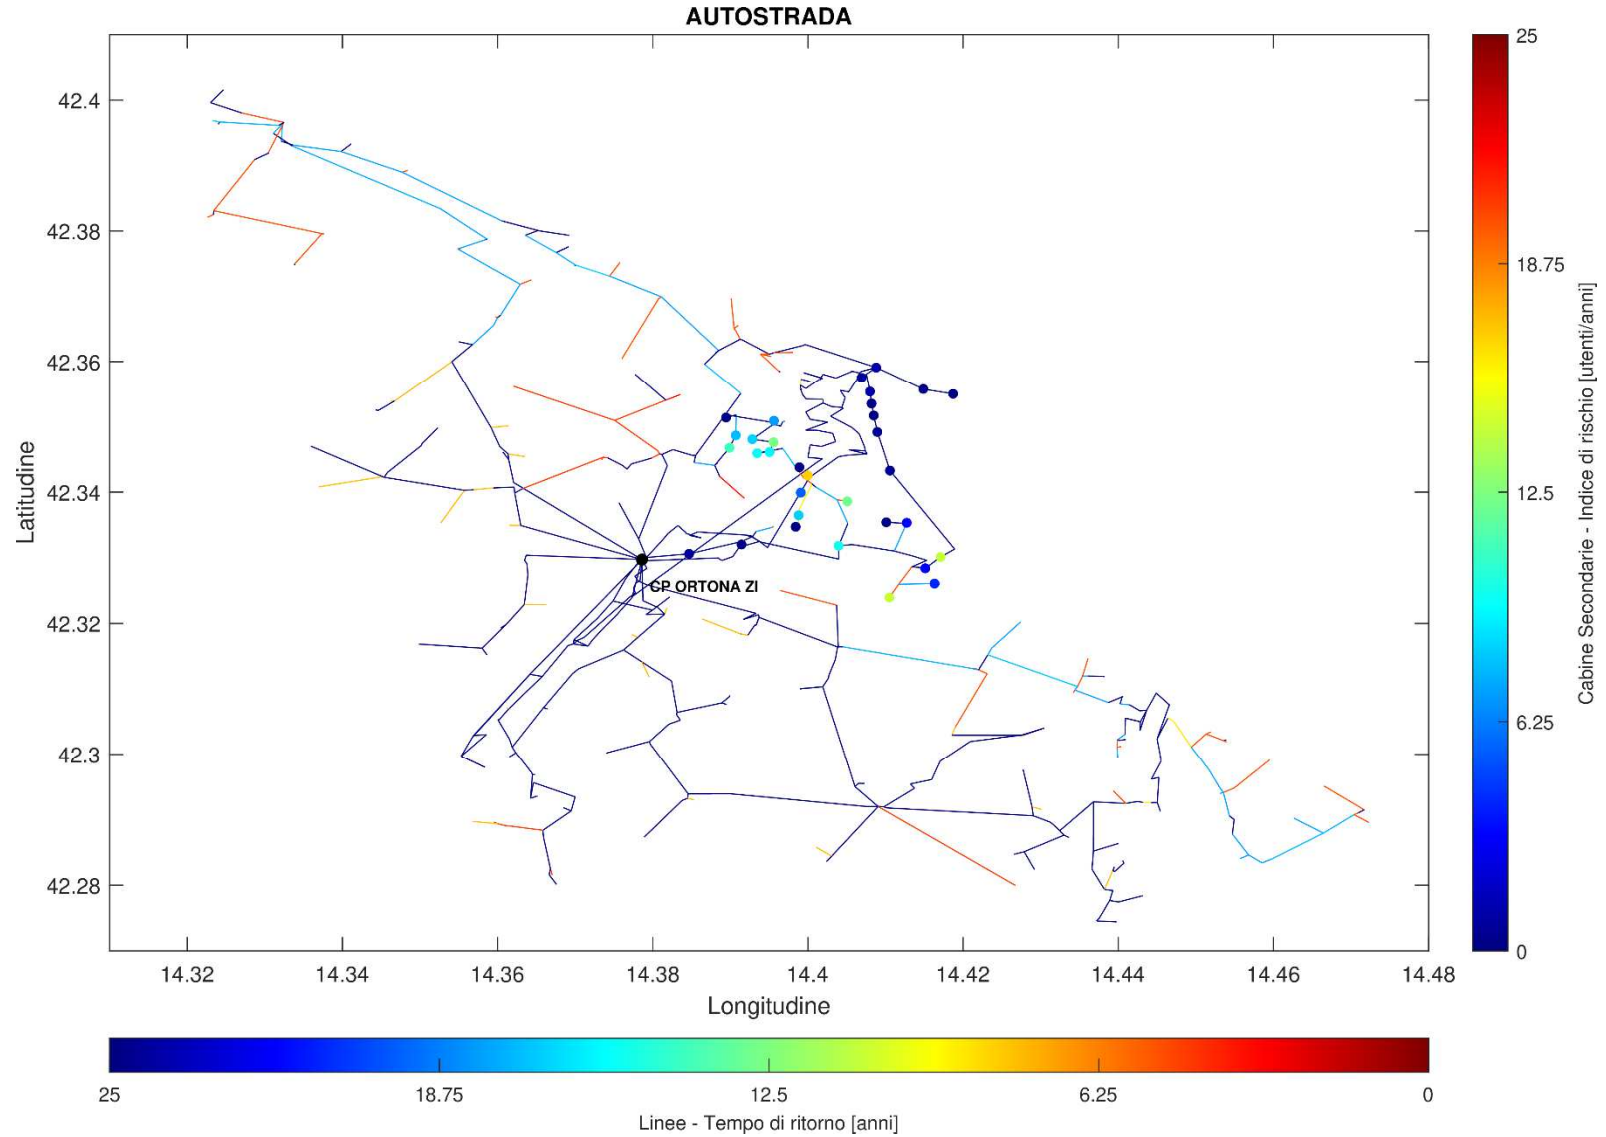 AUTOSTRADA
42.4
42.38
42.36
42.34
42.32
42.3
42.28
Latitudine
CP ORTONA ZI
14.32 14.34 14.36 14.38 14.4 14.42 14.44 14.46 14.48
Longitudine
25
18.75
12.5
6.25
0
Cabine Secondarie - Indice di rischio [utenti/anni]
25 18.75 12.5 6.25 0
Linee - Tempo di ritorno [anni]